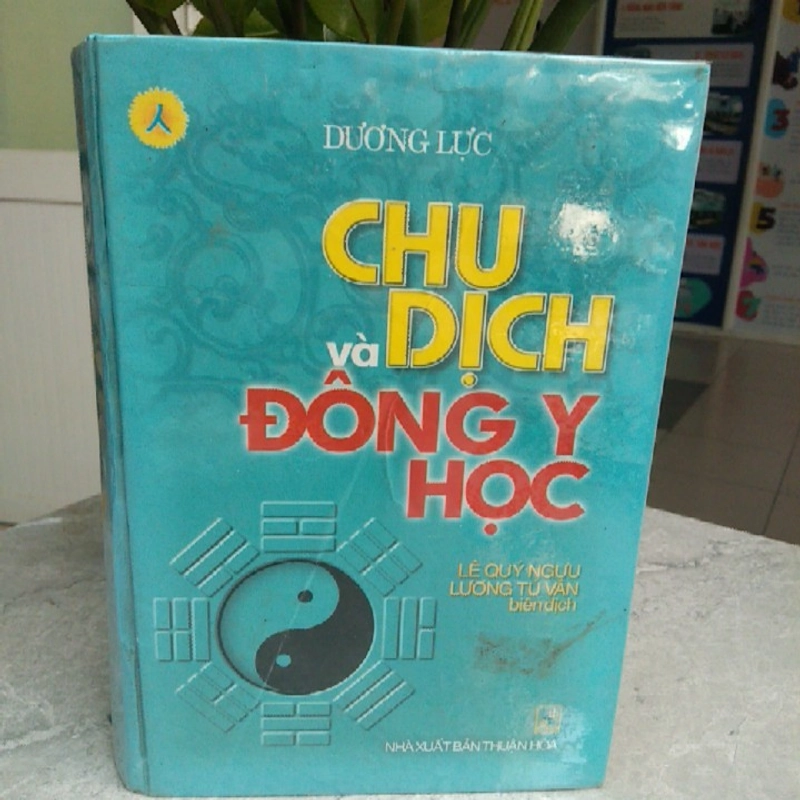 人
DƯƠNG LỰC
CHU
và DỊCH
ĐÔNG Y
HỌC
LÊ QUÝ NGƯU
LƯƠNG TÚ VÂN
biên dịch
NHÀ XUẤT BẢN THUẬN HÓA